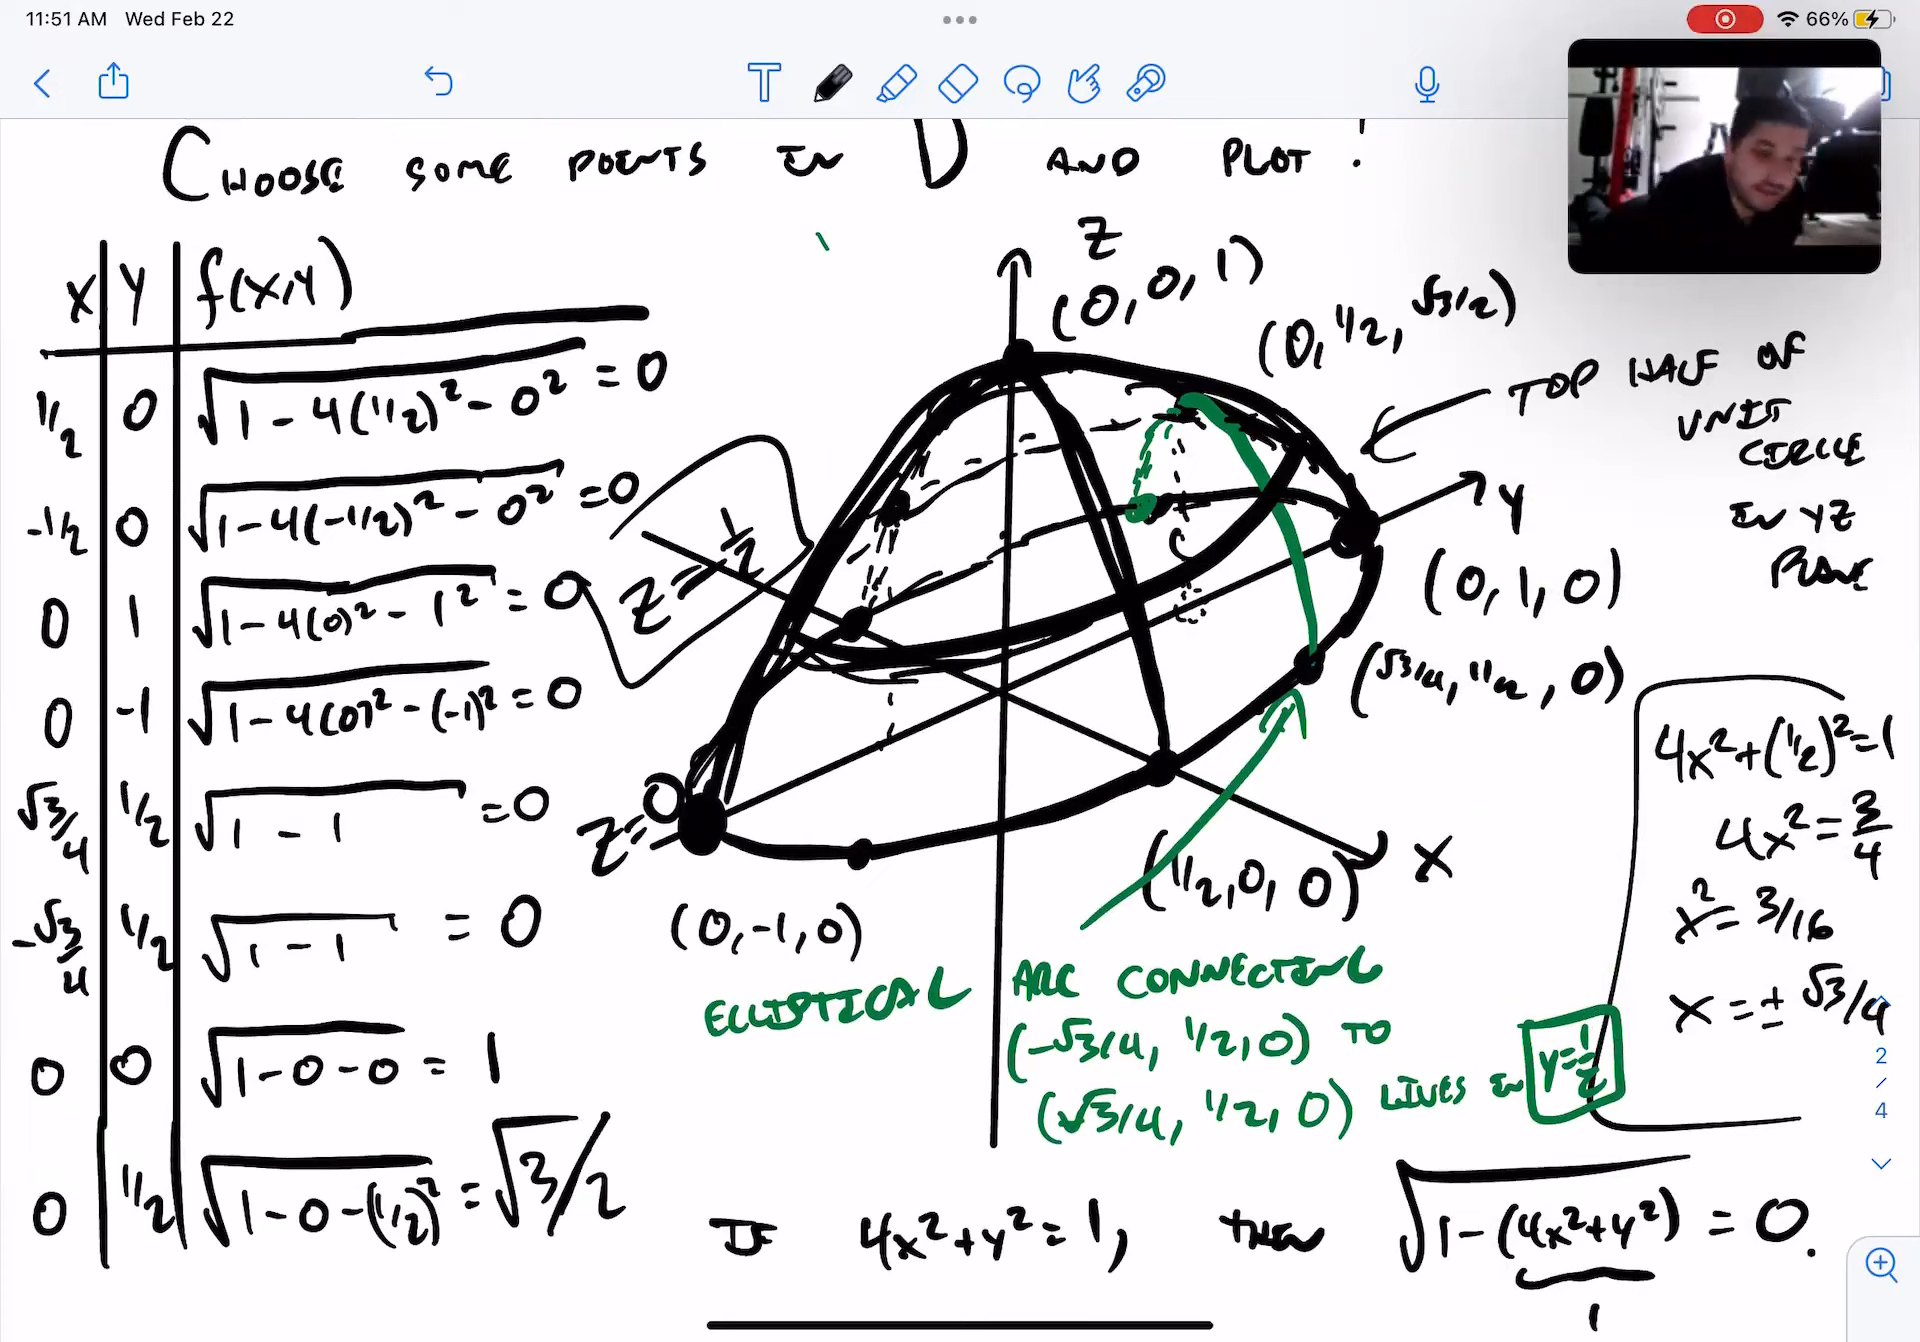 11:51 AM Wed Feb 22
66%
CHOOSE SOME POINTS IN D AND PLOT!
x y f(x,y)
1/2 0 √(1-4(1/2)²-0²) = 0
-1/2 0 √(1-4(-1/2)²-0²) = 0
0 1 √(1-4(0)²-1²) = 0
0 -1 √(1-4(0)²-(-1)²) = 0
√3/4 1/2 √(1-1) = 0
-√3/4 1/2 √(1-1) = 0
0 0 √(1-0-0) = 1
0 1/2 √(1-0-(1/2)²) = √3/2
Z
(0,0,1)
(0,1/2,√3/2)
TOP HALF OF
UNIT
CIRCLE
IN YZ
PLANE
Y
(0,1,0)
(√3/4,1/2,0)
Z=1/2
Z=0
(0,-1,0)
(1/2,0,0)
X
4x²+(1/2)²=1
4x²=3/4
x²=3/16
x=±√3/4
ELLIPTICAL ARC CONNECTING
(-√3/4, 1/2,0) TO
(√3/4, 1/2,0) LIVES IN y=1/2
IF 4x²+y²=1, THEN √(1-(4x²+y²)) = 0.
1
2
/
4